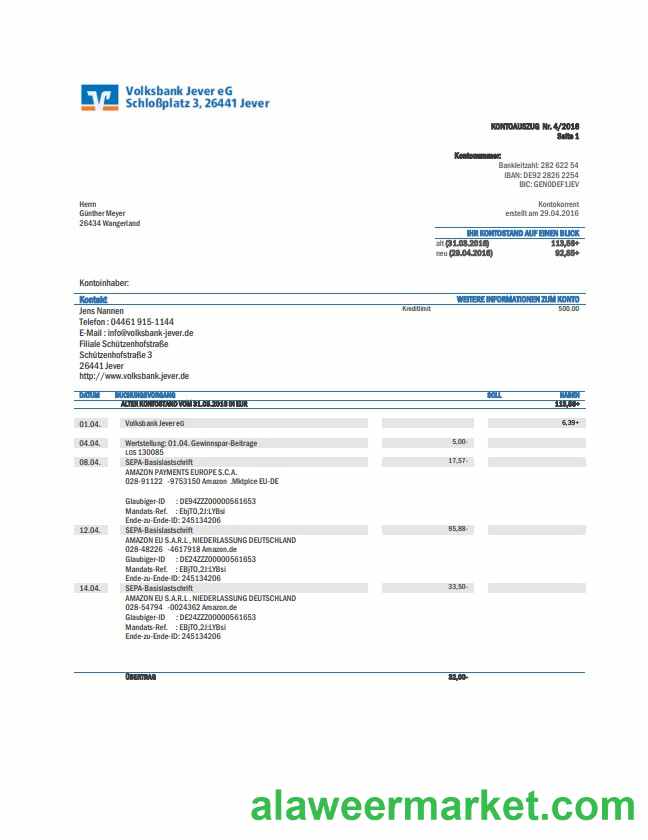 Volksbank Jever eG
Schloßplatz 3, 26441 Jever
KONTOAUSZUG Nr. 4/2016
Seite 1
Kontonummer:
Bankleitzahl: 282 622 54
IBAN: DE92 2826 2254
BIC: GENODEF1JEV
Herrn
Günther Meyer
26434 Wangerland
Kontokorrent
erstellt am 29.04.2016
IHR KONTOSTAND AUF EINEN BLICK
alt (31.03.2016) 113,56+
neu (29.04.2016) 92,85+
Kontoinhaber:
Kontakt WEITERE INFORMATIONEN ZUM KONTO
Jens Nannen Kreditlimit 500.00
Telefon : 04461 915-1144
E-Mail : info@volksbank-jever.de
Filiale Schützenhofstraße
Schützenhofstraße 3
26441 Jever
http://www.volksbank.jever.de
DATUM BUCHUNGSVORGANG SOLL HABEN
ALTER KONTOSTAND VOM 31.03.2016 IN EUR 113,56+
01.04. Volksbank Jever eG 6,39+
04.04. Wertstellung: 01.04. Gewinnspar-Beitrage 5,00-
LOS 130085
08.04. SEPA-Basislastschrift 17,57-
AMAZON PAYMENTS EUROPE S.C.A.
028-91122 -9753150 Amazon .Mktplce EU-DE
Glaubiger-ID : DE94ZZZ00000561653
Mandats-Ref. : EbjTO,2J:LYBsi
Ende-zu-Ende-ID: 245134206
12.04. SEPA-Basislastschrift 95,88-
AMAZON EU S.A.R.L , NIEDERLASSUNG DEUTSCHLAND
028-48226 -4617918 Amazon.de
Glaubiger-ID : DE24ZZZ00000561653
Mandats-Ref. : EBjTO,2J:LYBsi
Ende-zu-Ende-ID: 245134206
14.04. SEPA-Basislastschrift 33,50-
AMAZON EU S.A.R.L . NIEDERLASSUNG DEUTSCHLAND
028-54794 -0024362 Amazon.de
Glaubiger-ID : DE24ZZZ00000561653
Mandats-Ref. : EBjTO,2J:LYBsi
Ende-zu-Ende-ID: 245134206
ÜBERTRAG 32,00-
alaweermarket.com